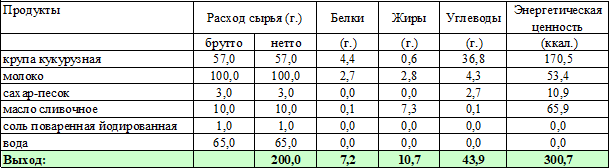 Продукты Расход сырья (г.) Белки Жиры Углеводы Энергетическая ценность
брутто нетто (г.) (г.) (г.) (ккал.)
крупа кукурузная 57,0 57,0 4,4 0,6 36,8 170,5
молоко 100,0 100,0 2,7 2,8 4,3 53,4
сахар-песок 3,0 3,0 0,0 0,0 2,7 10,9
масло сливочное 10,0 10,0 0,1 7,3 0,1 65,9
соль поваренная йодированная 1,0 1,0 0,0 0,0 0,0 0,0
вода 65,0 65,0 0,0 0,0 0,0 0,0
Выход: 200,0 7,2 10,7 43,9 300,7